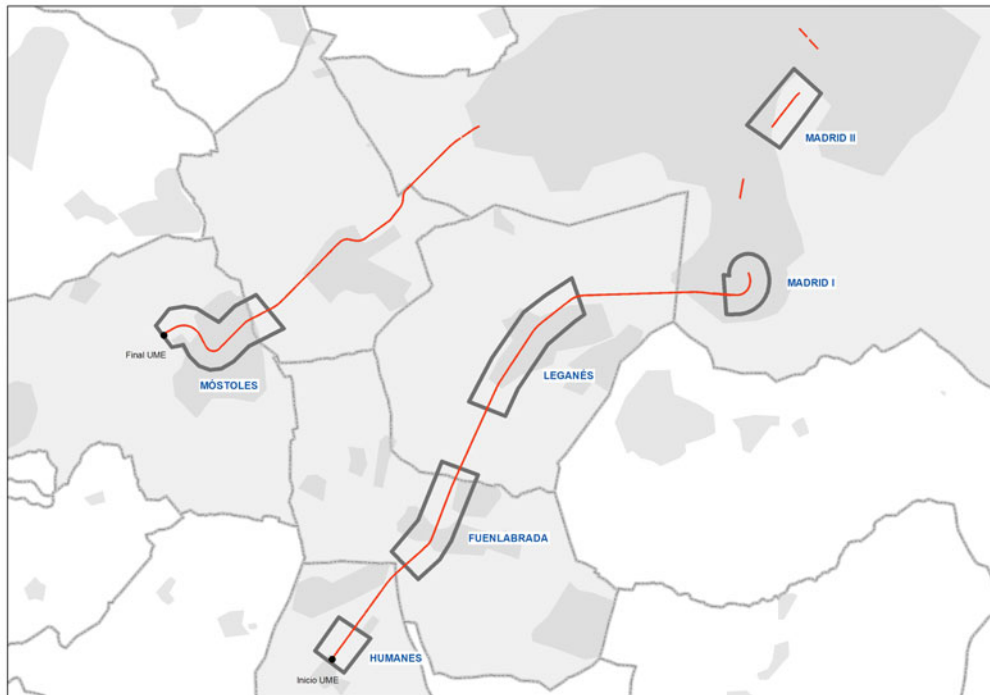 MADRID II
MADRID I
Final UME
MÓSTOLES
LEGANÉS
FUENLABRADA
HUMANES
Inicio UME